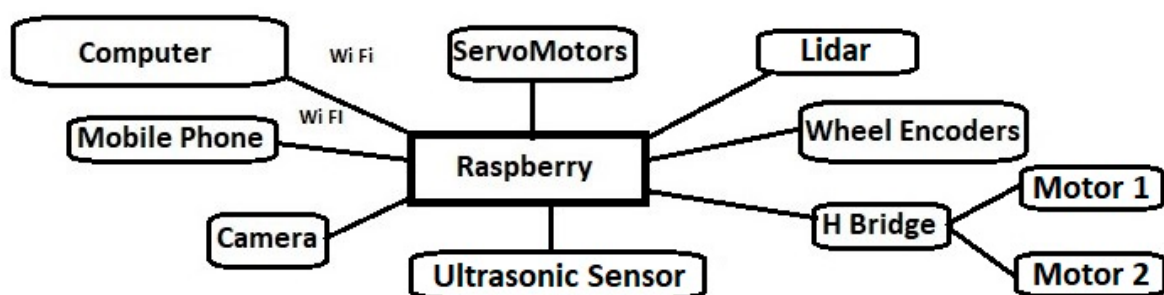 Computer
Wi Fi
ServoMotors
Lidar
Wi FI
Mobile Phone
Wheel Encoders
Raspberry
Motor 1
H Bridge
Camera
Ultrasonic Sensor
Motor 2